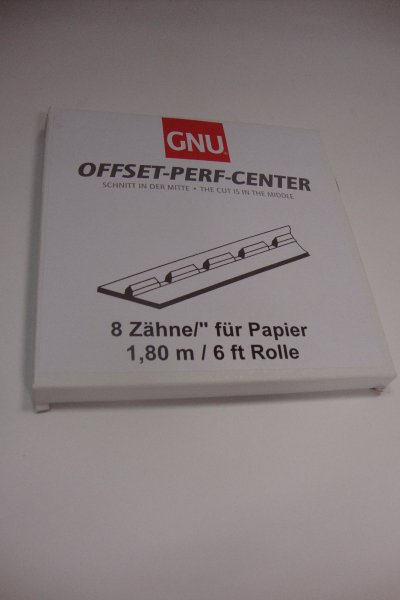 GNU
OFFSET-PERF-CENTER
SCHNITT IN DER MITTE • THE CUT IS IN THE MIDDLE
8 Zähne/" für Papier
1,80 m / 6 ft Rolle